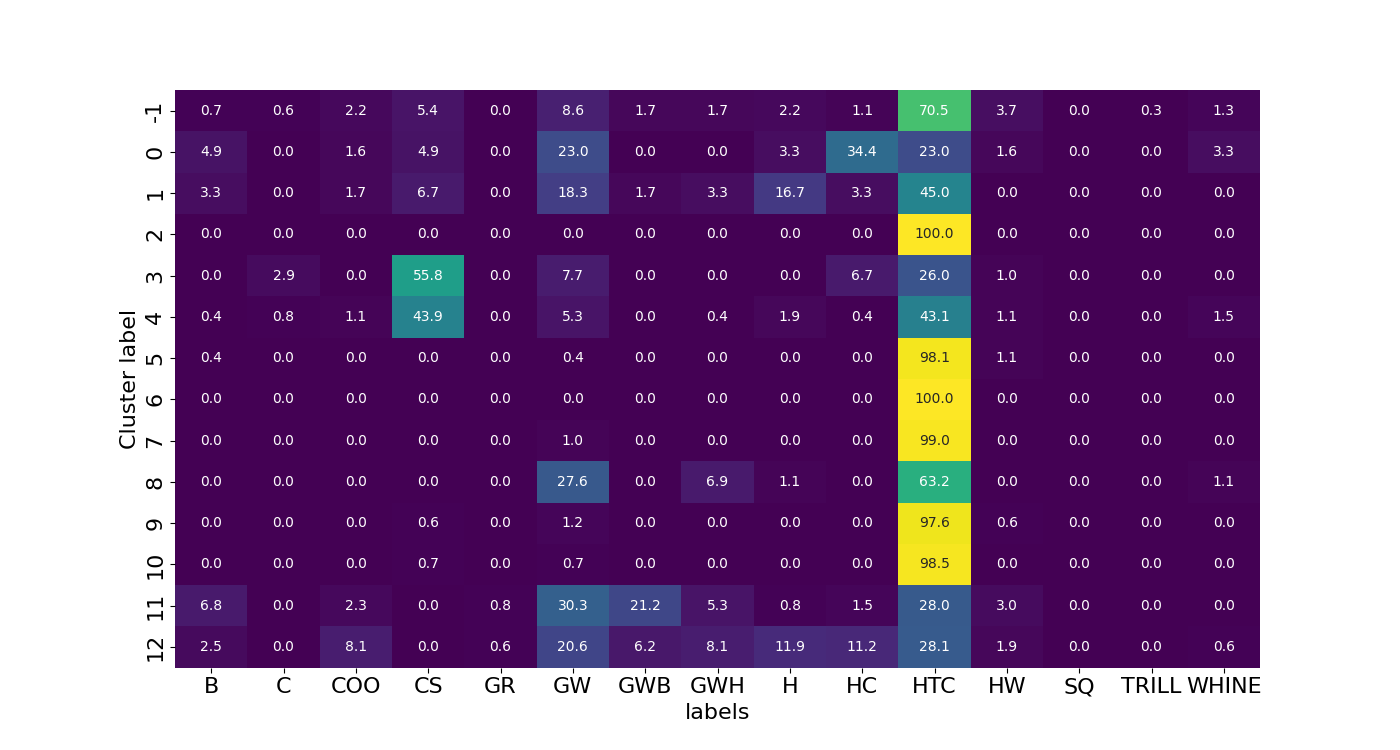 -1 0.7 0.6 2.2 5.4 0.0 8.6 1.7 1.7 2.2 1.1 70.5 3.7 0.0 0.3 1.3
0 4.9 0.0 1.6 4.9 0.0 23.0 0.0 0.0 3.3 34.4 23.0 1.6 0.0 0.0 3.3
1 3.3 0.0 1.7 6.7 0.0 18.3 1.7 3.3 16.7 3.3 45.0 0.0 0.0 0.0 0.0
2 0.0 0.0 0.0 0.0 0.0 0.0 0.0 0.0 0.0 0.0 100.0 0.0 0.0 0.0 0.0
3 0.0 2.9 0.0 55.8 0.0 7.7 0.0 0.0 0.0 6.7 26.0 1.0 0.0 0.0 0.0
4 0.4 0.8 1.1 43.9 0.0 5.3 0.0 0.4 1.9 0.4 43.1 1.1 0.0 0.0 1.5
5 0.4 0.0 0.0 0.0 0.0 0.4 0.0 0.0 0.0 0.0 98.1 1.1 0.0 0.0 0.0
6 0.0 0.0 0.0 0.0 0.0 0.0 0.0 0.0 0.0 0.0 100.0 0.0 0.0 0.0 0.0
7 0.0 0.0 0.0 0.0 0.0 1.0 0.0 0.0 0.0 0.0 99.0 0.0 0.0 0.0 0.0
8 0.0 0.0 0.0 0.0 0.0 27.6 0.0 6.9 1.1 0.0 63.2 0.0 0.0 0.0 1.1
9 0.0 0.0 0.0 0.6 0.0 1.2 0.0 0.0 0.0 0.0 97.6 0.6 0.0 0.0 0.0
10 0.0 0.0 0.0 0.7 0.0 0.7 0.0 0.0 0.0 0.0 98.5 0.0 0.0 0.0 0.0
11 6.8 0.0 2.3 0.0 0.8 30.3 21.2 5.3 0.8 1.5 28.0 3.0 0.0 0.0 0.0
12 2.5 0.0 8.1 0.0 0.6 20.6 6.2 8.1 11.9 11.2 28.1 1.9 0.0 0.0 0.6
Cluster label
B C COO CS GR GW GWB GWH H HC HTC HW SQ TRILL WHINE
labels